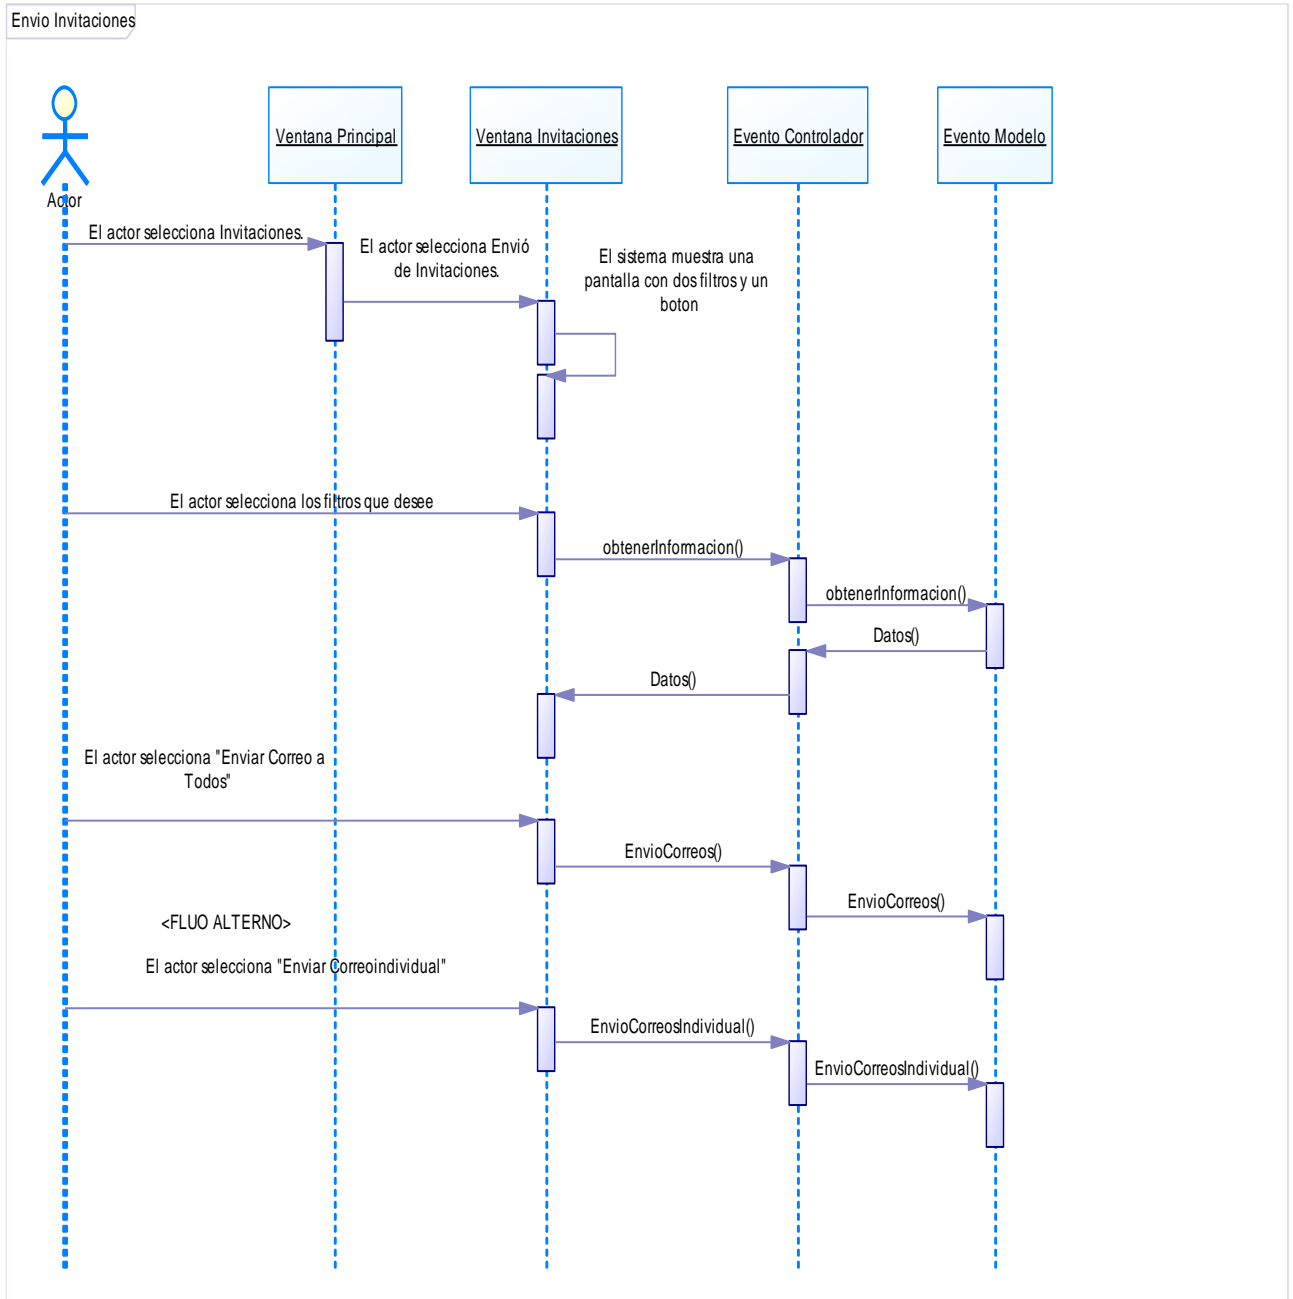 Envio Invitaciones
Ventana Principal
Ventana Invitaciones
Evento Controlador
Evento Modelo
Actor
El actor selecciona Invitaciones.
El actor selecciona Envió
de Invitaciones.
El sistema muestra una
pantalla con dos filtros y un
boton
El actor selecciona los filtros que desee
obtenerInformacion()
obtenerInformacion()
Datos()
Datos()
El actor selecciona "Enviar Correo a
Todos"
EnvioCorreos()
EnvioCorreos()
<FLUO ALTERNO>
El actor selecciona "Enviar Correoindividual"
EnvioCorreosIndividual()
EnvioCorreosIndividual()